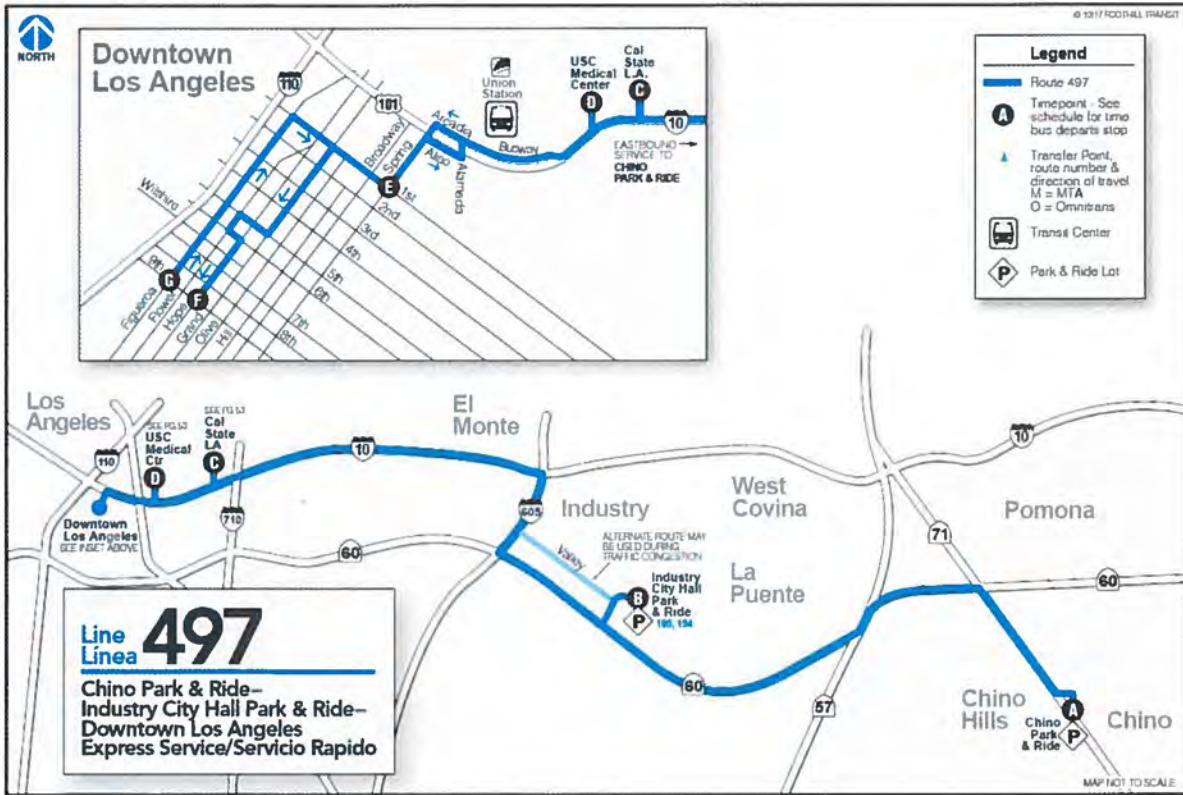 NORTH
Downtown
Los Angeles
110
101
Union
Station
USC
Medical
Center
D
Cal
State
L.A.
C
10
Arcadia
Busway
Aliso
Alameda
EASTBOUND
SERVICE TO
CHINO
PARK & RIDE
Broadway
Spring
E
1st
2nd
3rd
4th
5th
6th
7th
8th
9th
Wilshire
G
F
Figueroa
Flower
Hope
Grand
Olive
Hill
Legend
Route 497
A
Timepoint - See
schedule for time
bus departs stop
Transfer Point,
route number &
direction of travel
M = MTA
O = Omnitrans
Transit Center
P
Park & Ride Lot
Los
Angeles
110
USC
Medical
Ctr
D
Cal
State
LA
C
710
10
El
Monte
10
Downtown
Los Angeles
SEE INSET ABOVE
60
605
Industry
West
Covina
Pomona
71
Valley
ALTERNATE ROUTE MAY
BE USED DURING
TRAFFIC CONGESTION
B
Industry
City Hall
Park
& Ride
P
La
Puente
60
60
57
Chino
Hills
A
Chino
Park
& Ride
P
Chino
Line
Línea
497
Chino Park & Ride–
Industry City Hall Park & Ride–
Downtown Los Angeles
Express Service/Servicio Rapido
MAP NOT TO SCALE